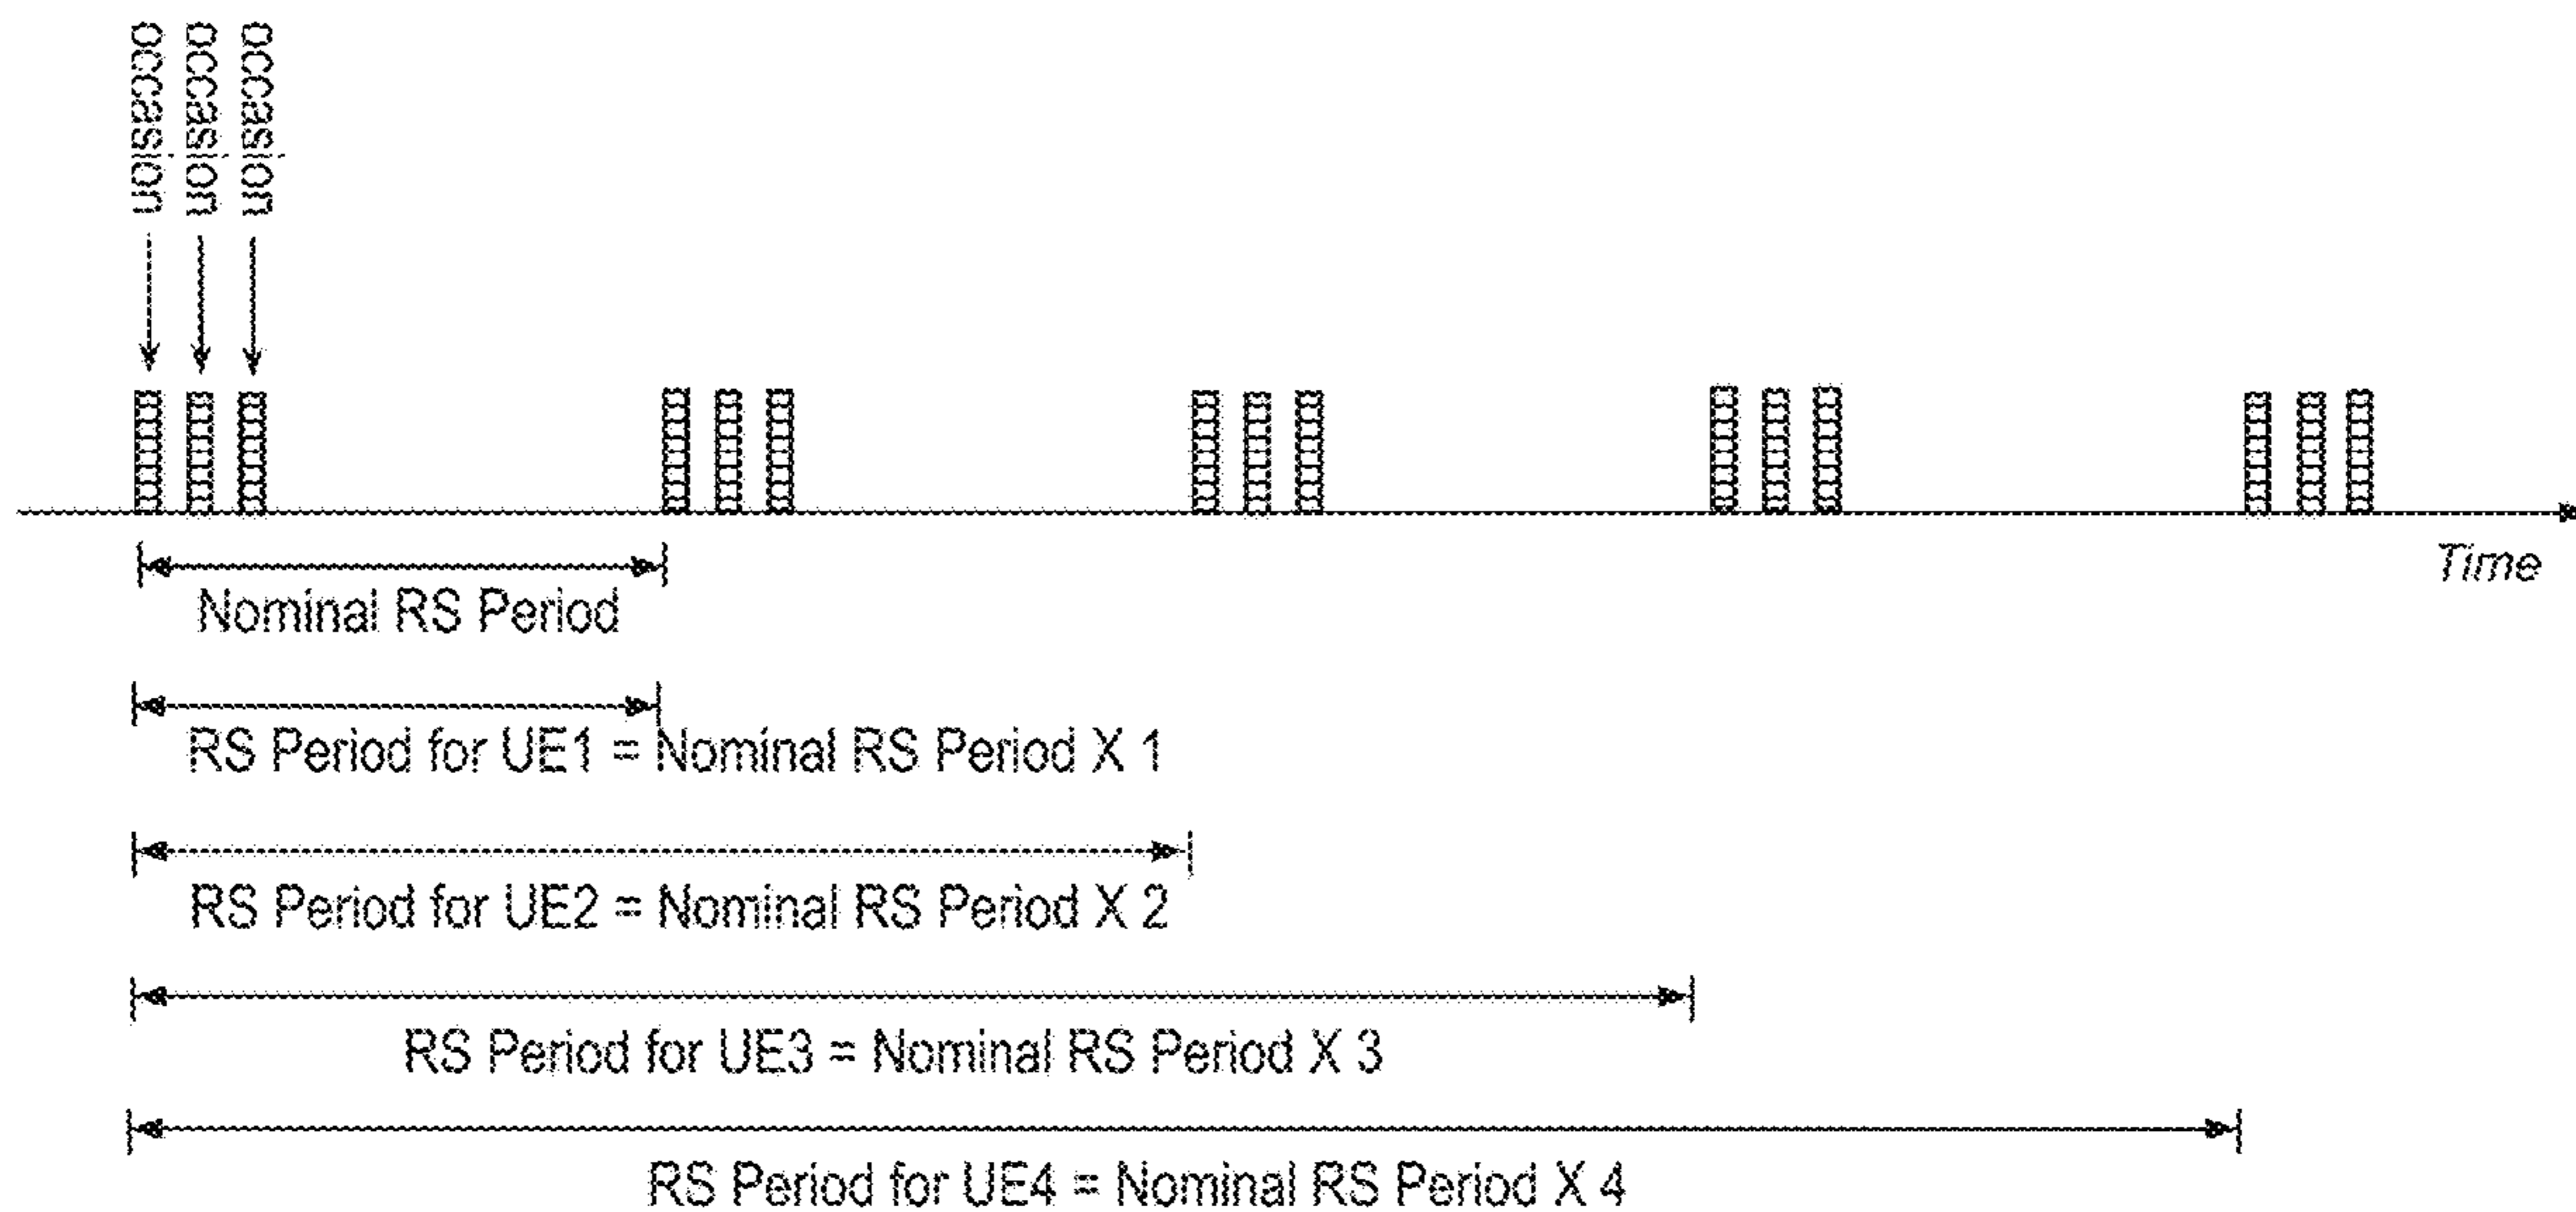 occasion
occasion
occasion
Time
Nominal RS Period
RS Period for UE1 = Nominal RS Period X 1
RS Period for UE2 = Nominal RS Period X 2
RS Period for UE3 = Nominal RS Period X 3
RS Period for UE4 = Nominal RS Period X 4